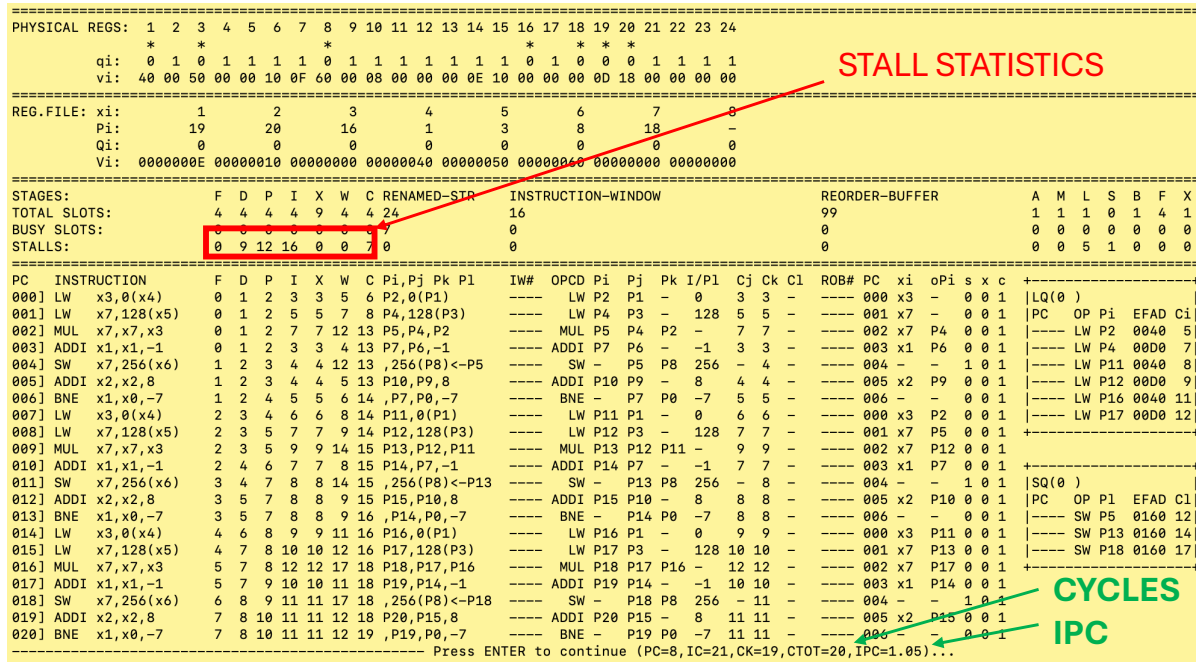 PHYSICAL REGS: 1 2 3 4 5 6 7 8 9 10 11 12 13 14 15 16 17 18 19 20 21 22 23 24
* * * * * * *
qi: 0 1 0 1 1 1 1 0 1 1 1 1 1 1 1 0 1 0 0 0 1 1 1 1
vi: 40 00 50 00 00 10 0F 60 00 08 00 00 00 0E 10 00 00 00 0D 18 00 00 00 00
STALL STATISTICS
REG.FILE: xi: 1 2 3 4 5 6 7 8
Pi: 19 20 16 1 3 8 18 -
Qi: 0 0 0 0 0 0 0 0
Vi: 0000000E 00000010 00000000 00000040 00000050 00000060 00000000 00000000
STAGES: F D P I X W C RENAMED-STR INSTRUCTION-WINDOW REORDER-BUFFER A M L S B F X
TOTAL SLOTS: 4 4 4 4 9 4 4 24 16 99 1 1 1 0 1 4 1
BUSY SLOTS: 0 0 0 0 0 0 0 7 0 0 0 0 0 0 0 0 0
STALLS: 0 9 12 16 0 0 7 0 0 0 0 0 5 1 0 0 0
PC INSTRUCTION F D P I X W C Pi,Pj Pk Pl IW# OPCD Pi Pj Pk I/Pl Cj Ck Cl ROB# PC xi oPi s x c +------------------+
000] LW x3,0(x4) 0 1 2 3 3 5 6 P2,0(P1) ---- LW P2 P1 - 0 3 3 - ---- 000 x3 - 0 0 1 |LQ(0 )
001] LW x7,128(x5) 0 1 2 5 5 7 8 P4,128(P3) ---- LW P4 P3 - 128 5 5 - ---- 001 x7 - 0 0 1 |PC OP Pi EFAD Ci|
002] MUL x7,x7,x3 0 1 2 7 7 12 13 P5,P4,P2 ---- MUL P5 P4 P2 - 7 7 - ---- 002 x7 P4 0 0 1 |---- LW P2 0040 5|
003] ADDI x1,x1,-1 0 1 2 3 3 4 13 P7,P6,-1 ---- ADDI P7 P6 - -1 3 3 - ---- 003 x1 P6 0 0 1 |---- LW P4 00D0 7|
004] SW x7,256(x6) 1 2 3 4 4 12 13 ,256(P8)<-P5 ---- SW - P5 P8 256 - 4 - ---- 004 - - 1 0 1 |---- LW P11 0040 8|
005] ADDI x2,x2,8 1 2 3 4 4 5 13 P10,P9,8 ---- ADDI P10 P9 - 8 4 4 - ---- 005 x2 P9 0 0 1 |---- LW P12 00D0 9|
006] BNE x1,x0,-7 1 2 4 5 5 6 14 ,P7,P0,-7 ---- BNE - P7 P0 -7 5 5 - ---- 006 - - 0 0 1 |---- LW P16 0040 11|
007] LW x3,0(x4) 2 3 4 6 6 8 14 P11,0(P1) ---- LW P11 P1 - 0 6 6 - ---- 000 x3 P2 0 0 1 |---- LW P17 00D0 12|
008] LW x7,128(x5) 2 3 5 7 7 9 14 P12,128(P3) ---- LW P12 P3 - 128 7 7 - ---- 001 x7 P5 0 0 1 +------------------+
009] MUL x7,x7,x3 2 3 5 9 9 14 15 P13,P12,P11 ---- MUL P13 P12 P11 - 9 9 - ---- 002 x7 P12 0 0 1
010] ADDI x1,x1,-1 2 4 6 7 7 8 15 P14,P7,-1 ---- ADDI P14 P7 - -1 7 7 - ---- 003 x1 P7 0 0 1 +------------------+
011] SW x7,256(x6) 3 4 7 8 8 14 15 ,256(P8)<-P13 ---- SW - P13 P8 256 - 8 - ---- 004 - - 1 0 1 |SQ(0 )
012] ADDI x2,x2,8 3 5 7 8 8 9 15 P15,P10,8 ---- ADDI P15 P10 - 8 8 8 - ---- 005 x2 P10 0 0 1 |PC OP Pl EFAD Cl|
013] BNE x1,x0,-7 3 5 7 8 8 9 16 ,P14,P0,-7 ---- BNE - P14 P0 -7 8 8 - ---- 006 - - 0 0 1 |---- SW P5 0160 12|
014] LW x3,0(x4) 4 6 8 9 9 11 16 P16,0(P1) ---- LW P16 P1 - 0 9 9 - ---- 000 x3 P11 0 0 1 |---- SW P13 0160 14|
015] LW x7,128(x5) 4 7 8 10 10 12 16 P17,128(P3) ---- LW P17 P3 - 128 10 10 - ---- 001 x7 P13 0 0 1 |---- SW P18 0160 17|
016] MUL x7,x7,x3 5 7 8 12 12 17 18 P18,P17,P16 ---- MUL P18 P17 P16 - 12 12 - ---- 002 x7 P17 0 0 1 +------------------+
017] ADDI x1,x1,-1 5 7 9 10 10 11 18 P19,P14,-1 ---- ADDI P19 P14 - -1 10 10 - ---- 003 x1 P14 0 0 1
018] SW x7,256(x6) 6 8 9 11 11 17 18 ,256(P8)<-P18 ---- SW - P18 P8 256 - 11 - ---- 004 - - 1 0 1
CYCLES
019] ADDI x2,x2,8 7 8 10 11 11 12 18 P20,P15,8 ---- ADDI P20 P15 - 8 11 11 - ---- 005 x2 P15 0 0 1
020] BNE x1,x0,-7 7 8 10 11 11 12 19 ,P19,P0,-7 ---- BNE - P19 P0 -7 11 11 - ---- 006 - - 0 0 1
IPC
Press ENTER to continue (PC=8,IC=21,CK=19,CTOT=20,IPC=1.05)...